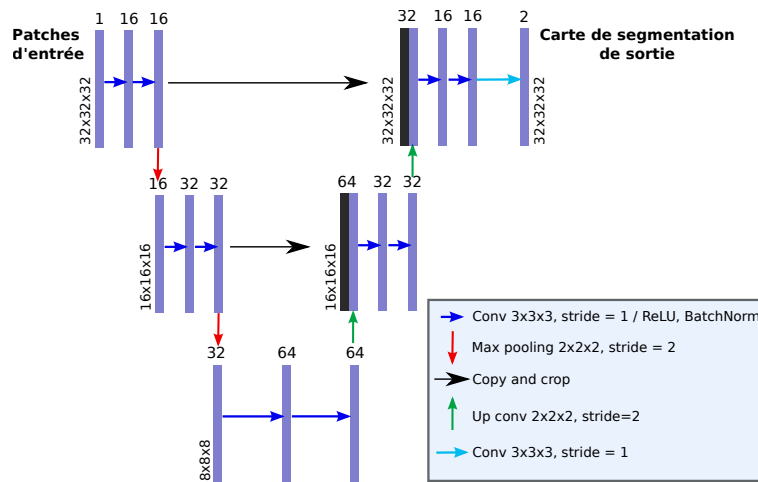 Patches
d'entrée
1 16 16
32x32x32
32 16 16 2
32x32x32
32x32x32
Carte de segmentation
de sortie
16 32 32
16x16x16
64 32 32
16x16x16
32 64 64
8x8x8
Conv 3x3x3, stride = 1 / ReLU, BatchNorm
Max pooling 2x2x2, stride = 2
Copy and crop
Up conv 2x2x2, stride=2
Conv 3x3x3, stride = 1